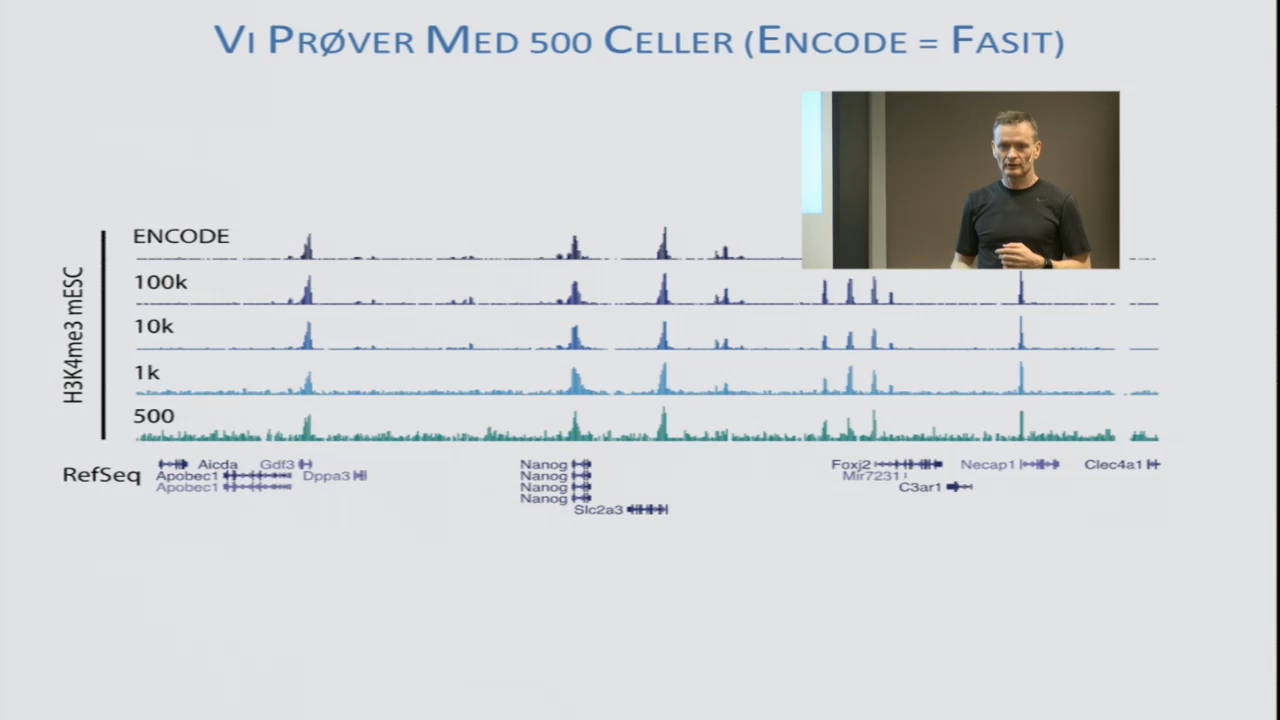 VI PRØVER MED 500 CELLER (ENCODE = FASIT)
H3K4me3 mESC
ENCODE
100k
10k
1k
500
RefSeq
Aicda Gdf3 Nanog Foxj2 Necap1 Clec4a1
Apobec1 Dppa3 Nanog Mir7231
Apobec1 Nanog C3ar1
Nanog
Slc2a3